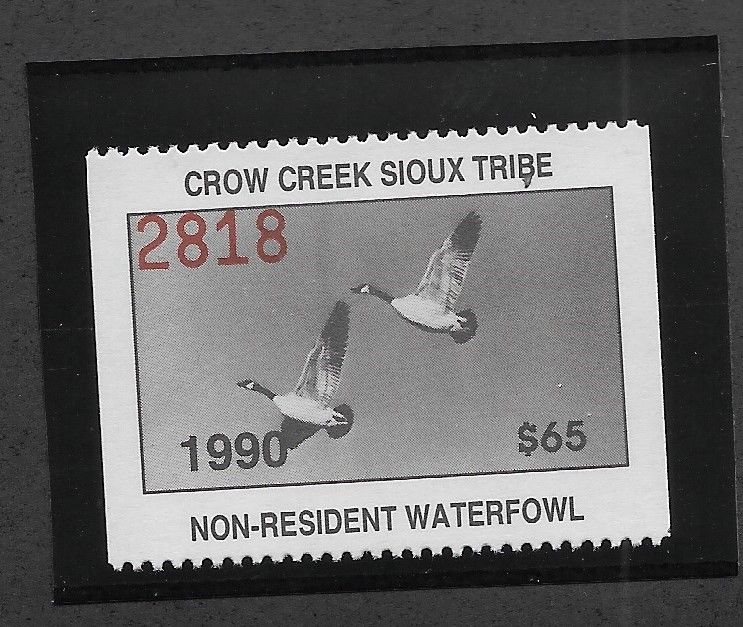 CROW CREEK SIOUX TRIBE
2818
1990
$65
NON-RESIDENT WATERFOWL